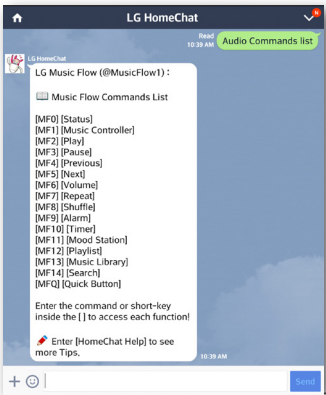 LG HomeChat
N
Read
10:39 AM
Audio Commands list
LG HomeChat
LG Music Flow (@MusicFlow1) :
Music Flow Commands List
[MF0] [Status]
[MF1] [Music Controller]
[MF2] [Play]
[MF3] [Pause]
[MF4] [Previous]
[MF5] [Next]
[MF6] [Volume]
[MF7] [Repeat]
[MF8] [Shuffle]
[MF9] [Alarm]
[MF10] [Timer]
[MF11] [Mood Station]
[MF12] [Playlist]
[MF13] [Music Library]
[MF14] [Search]
[MFQ] [Quick Button]
Enter the command or short-key
inside the [ ] to access each function!
Enter [HomeChat Help] to see
more Tips.
10:39 AM
Send